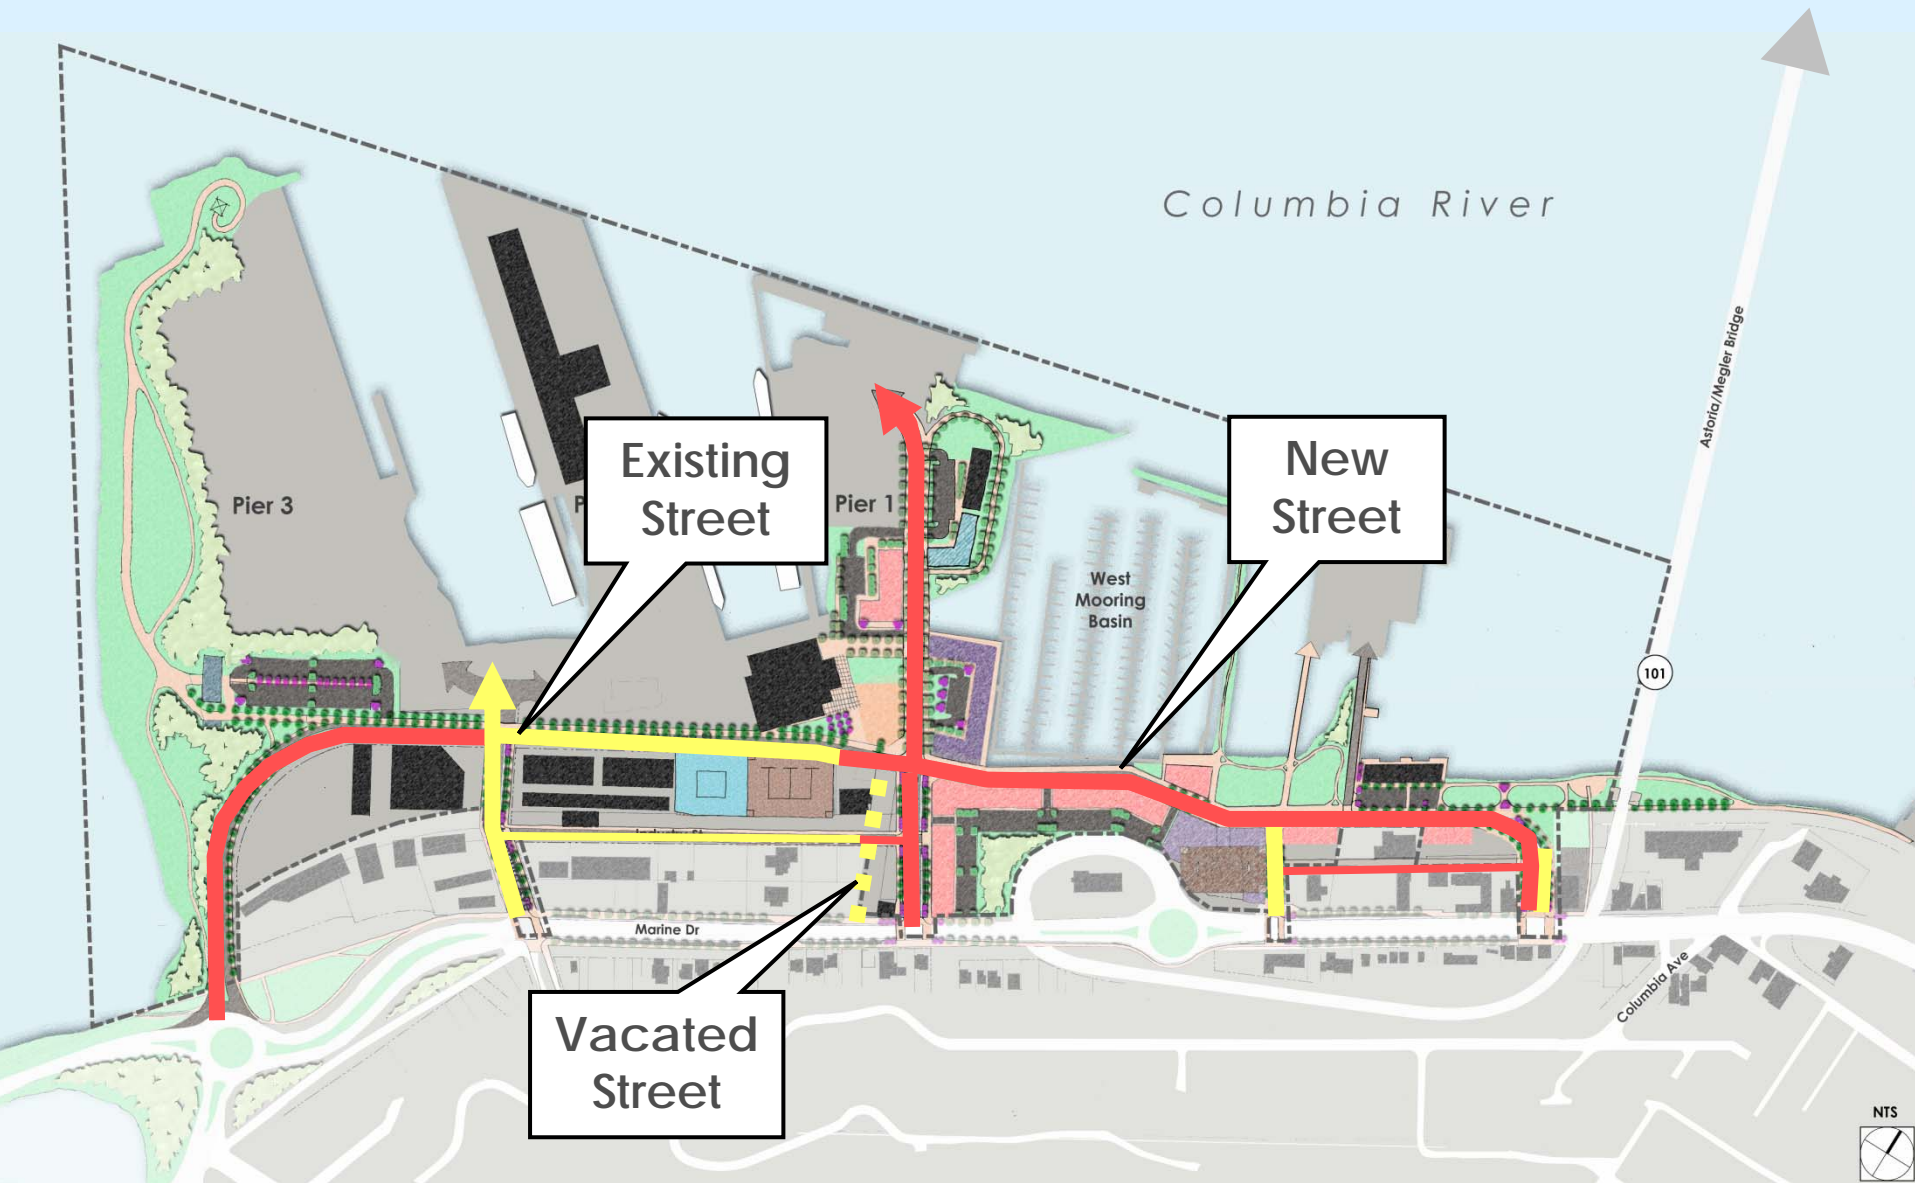 Columbia River
Astoria/Megler Bridge
Existing
Street
New
Street
Pier 3
P
Pier 1
West
Mooring
Basin
101
Marine Dr
Columbia Ave
Vacated
Street
NTS